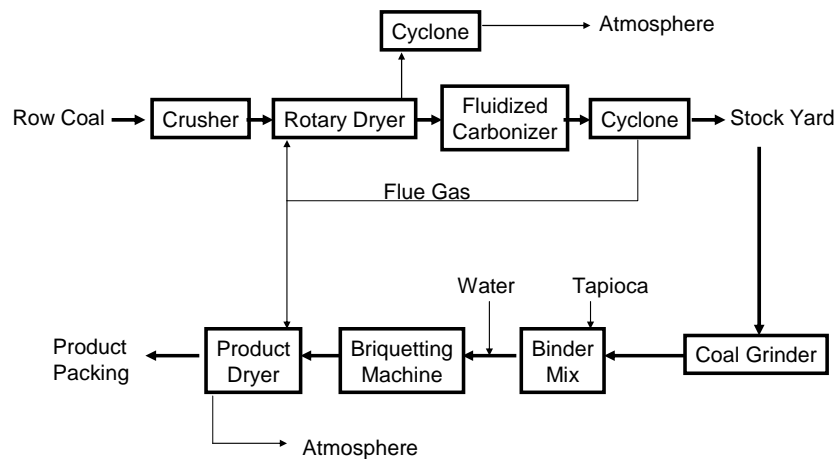 Cyclone
Atmosphere
Row Coal
Crusher
Rotary Dryer
Fluidized
Carbonizer
Cyclone
Stock Yard
Flue Gas
Water
Tapioca
Product
Packing
Product
Dryer
Briquetting
Machine
Binder
Mix
Coal Grinder
Atmosphere